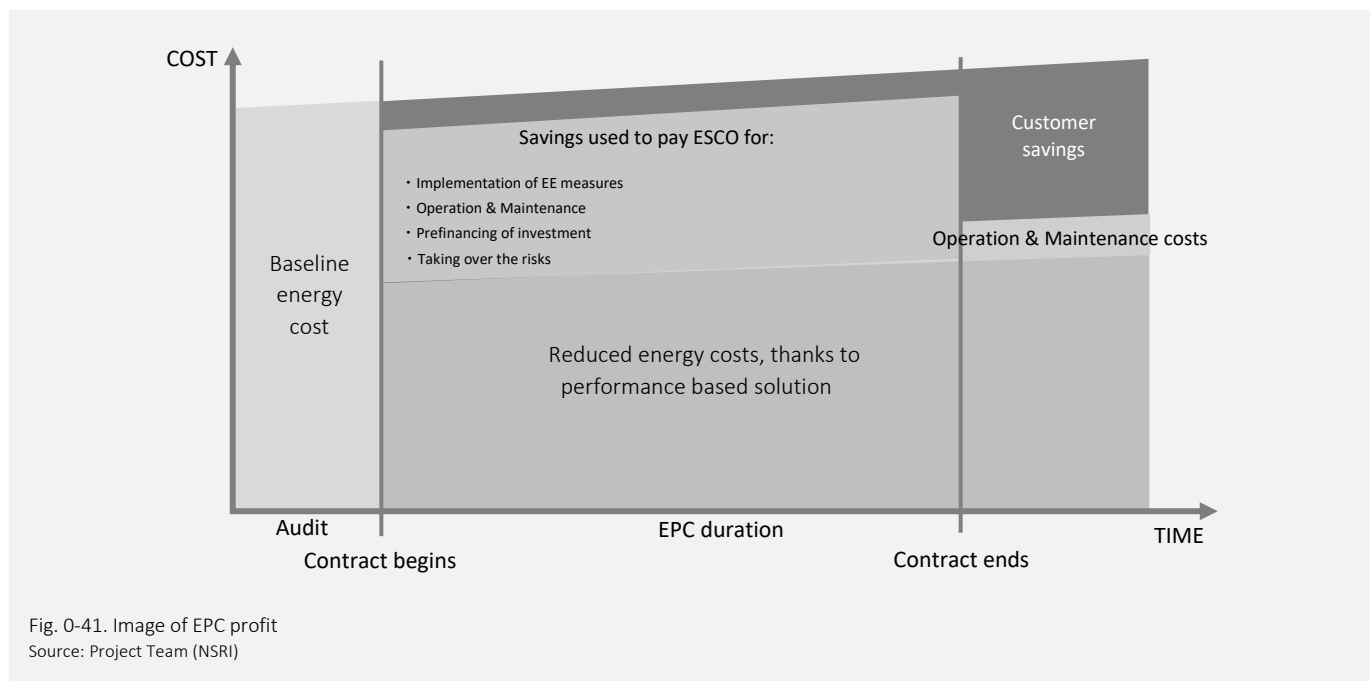 COST
Savings used to pay ESCO for:
・Implementation of EE measures
・Operation & Maintenance
・Prefinancing of investment
・Taking over the risks
Customer
savings
Operation & Maintenance costs
Baseline
energy
cost
Reduced energy costs, thanks to
performance based solution
Audit
EPC duration
TIME
Contract begins
Contract ends
Fig. 0-41. Image of EPC profit
Source: Project Team (NSRI)